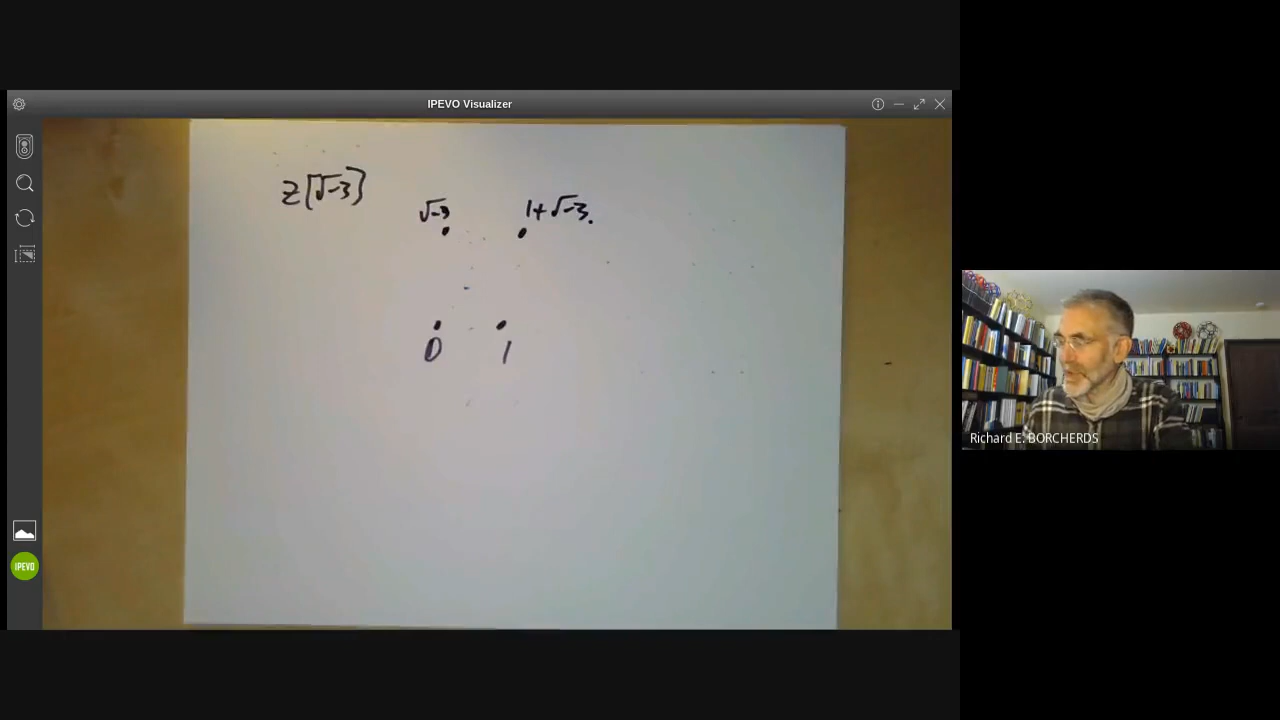 IPEVO Visualizer
Z[√-3]
√-3
1+√-3.
0
1
IPEVO
Richard E. BORCHERDS